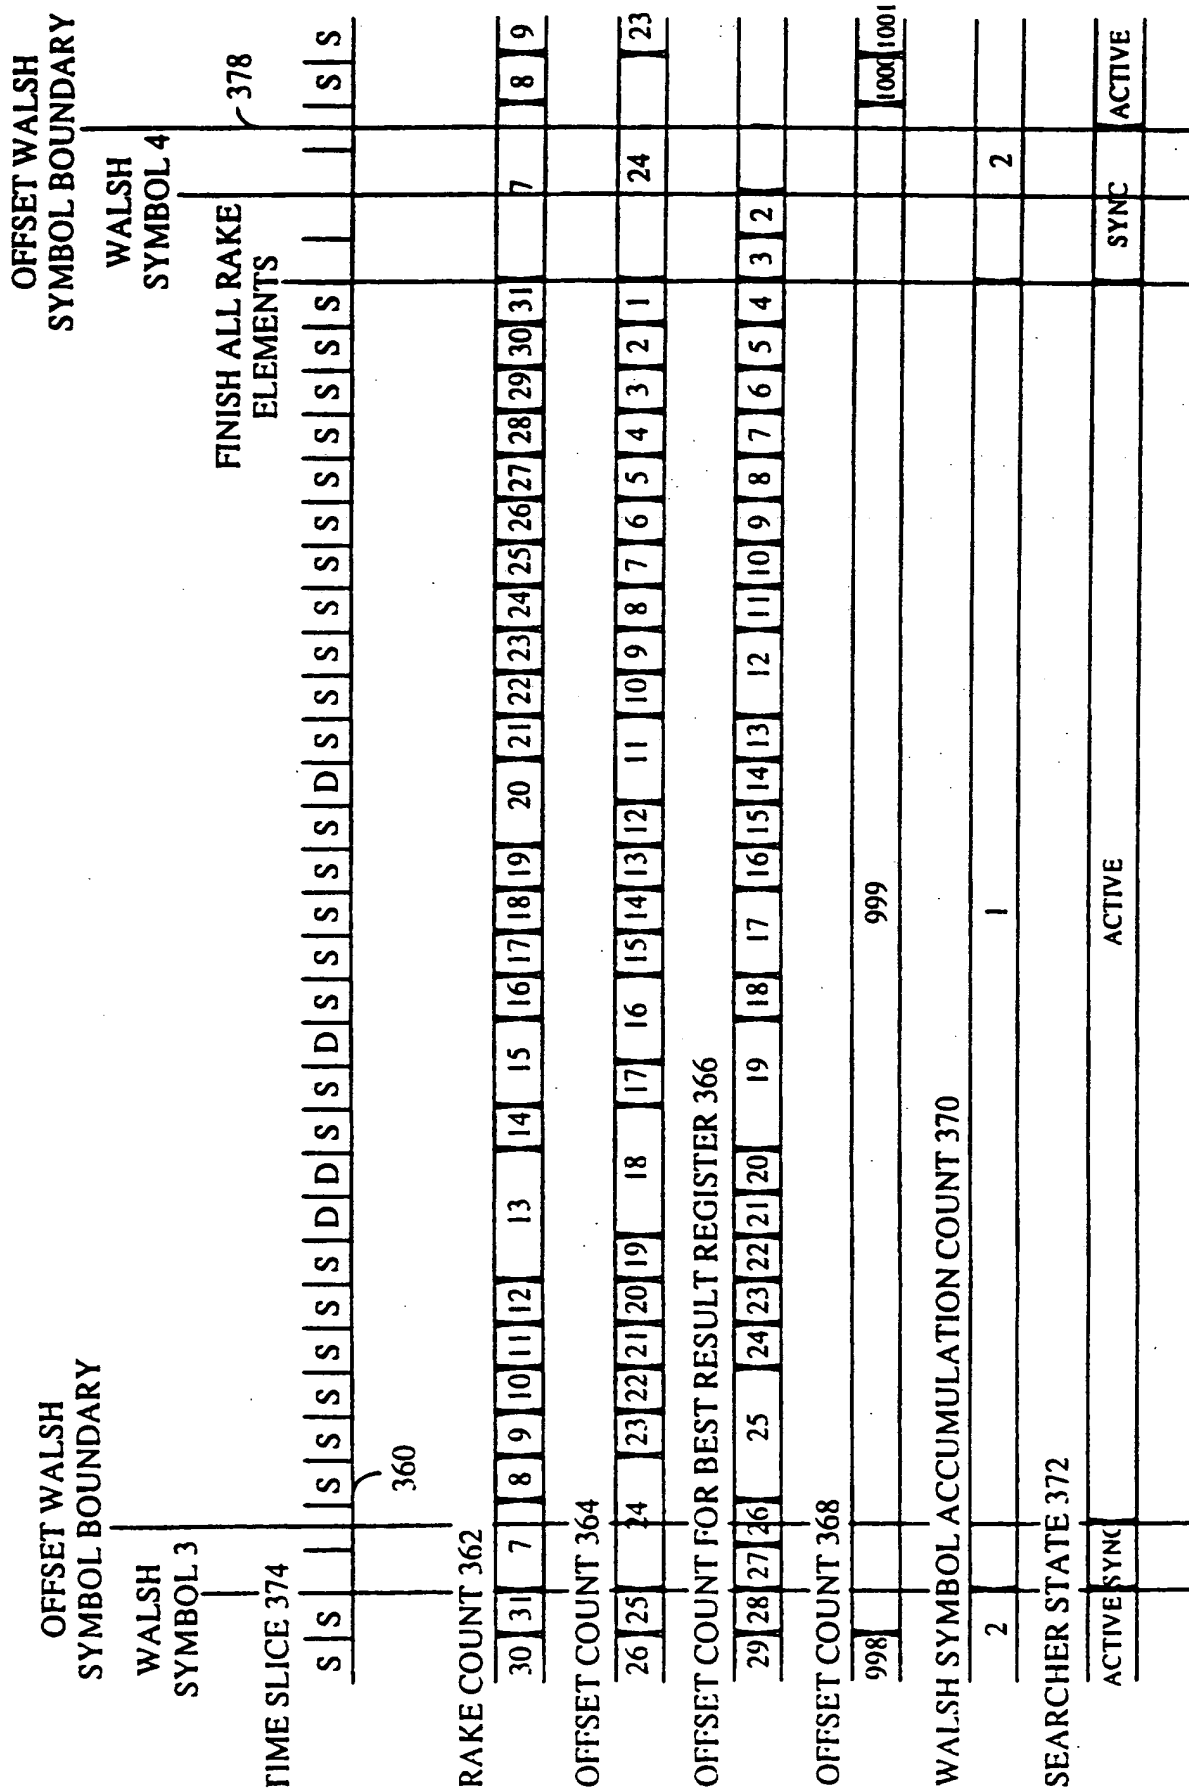 OFFSET WALSH
SYMBOL BOUNDARY
WALSH
SYMBOL 3
OFFSET WALSH
SYMBOL BOUNDARY
WALSH
SYMBOL 4
FINISH ALL RAKE
ELEMENTS
378
TIME SLICE 374
S S S S S S S S D D S S D S S S S S D S S S S S S S S S S S S S
360
RAKE COUNT 362
30 31 7 8 9 10 11 12 13 14 15 16 17 18 19 20 21 22 23 24 25 26 27 28 29 30 31 7 8 9
OFFSET COUNT 364
26 25 24 23 22 21 20 19 18 17 16 15 14 13 12 11 10 9 8 7 6 5 4 3 2 1 24 23
OFFSET COUNT FOR BEST RESULT REGISTER 366
29 28 27 26 25 24 23 22 21 20 19 18 17 16 15 14 13 12 11 10 9 8 7 6 5 4 3 2
OFFSET COUNT 368
998 999 1000 1001
WALSH SYMBOL ACCUMULATION COUNT 370
2 1 2
SEARCHER STATE 372
ACTIVE SYNC ACTIVE SYNC ACTIVE